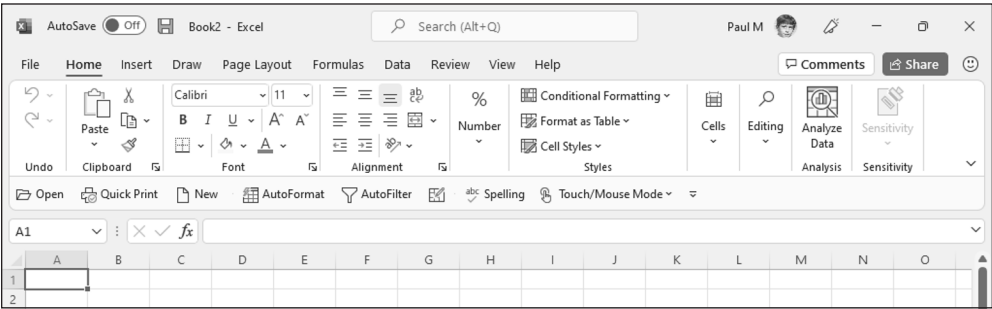 AutoSave Off Book2 - Excel Search (Alt+Q) Paul M
File Home Insert Draw Page Layout Formulas Data Review View Help Comments Share
Calibri 11 ab % Conditional Formatting
Paste B I U A A Number Format as Table Cells Editing Analyze Data Sensitivity
A Cell Styles
Undo Clipboard Font Alignment Styles Analysis Sensitivity
Open Quick Print New AutoFormat AutoFilter abc Spelling Touch/Mouse Mode
A1 fx
A B C D E F G H I J K L M N O
1
2